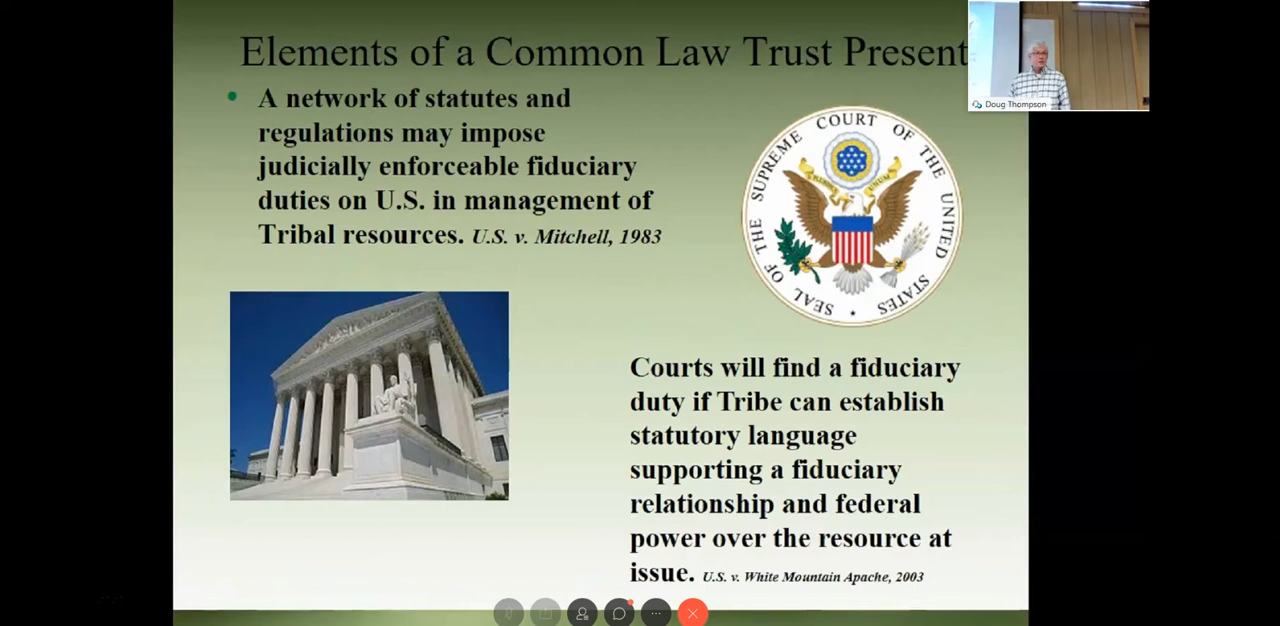 Elements of a Common Law Trust Present
Doug Thompson
• A network of statutes and
regulations may impose
judicially enforceable fiduciary
duties on U.S. in management of
Tribal resources. U.S. v. Mitchell, 1983
SEAL OF THE SUPREME COURT OF THE UNITED STATES
Courts will find a fiduciary
duty if Tribe can establish
statutory language
supporting a fiduciary
relationship and federal
power over the resource at
issue. U.S. v. White Mountain Apache, 2003